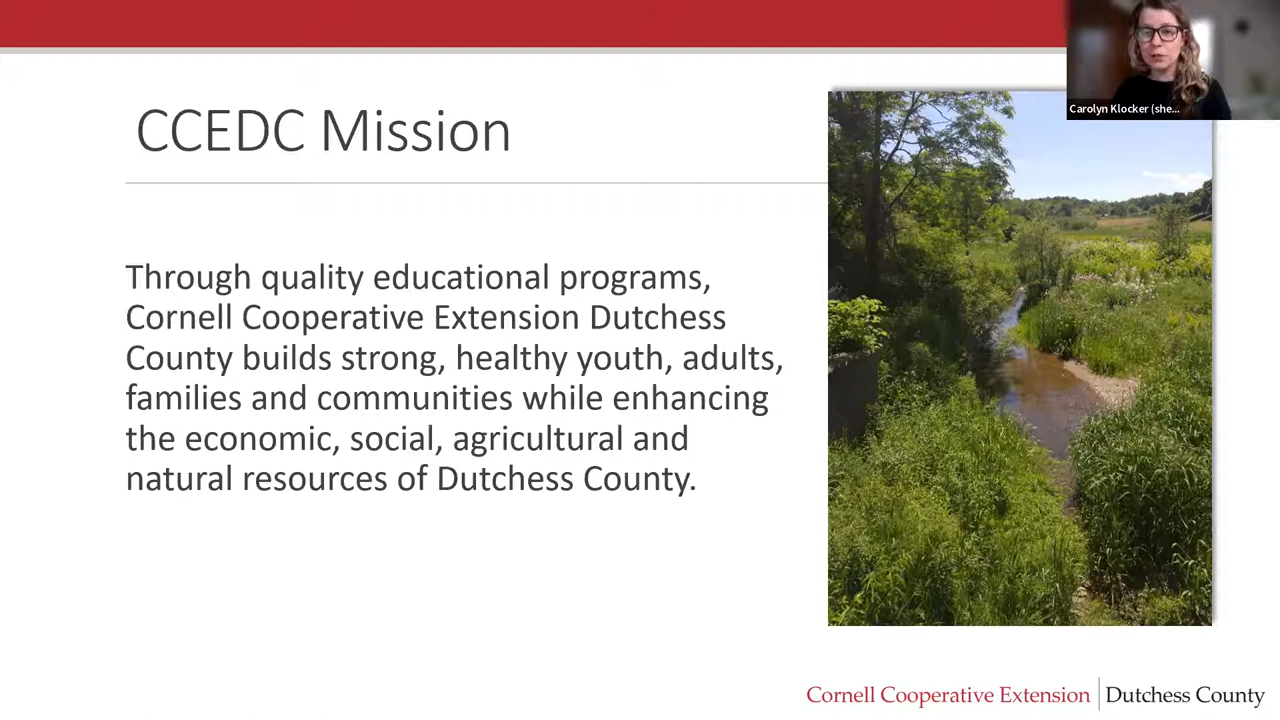 Carolyn Klocker (she...
CCEDC Mission
Through quality educational programs,
Cornell Cooperative Extension Dutchess
County builds strong, healthy youth, adults,
families and communities while enhancing
the economic, social, agricultural and
natural resources of Dutchess County.
Cornell Cooperative Extension | Dutchess County